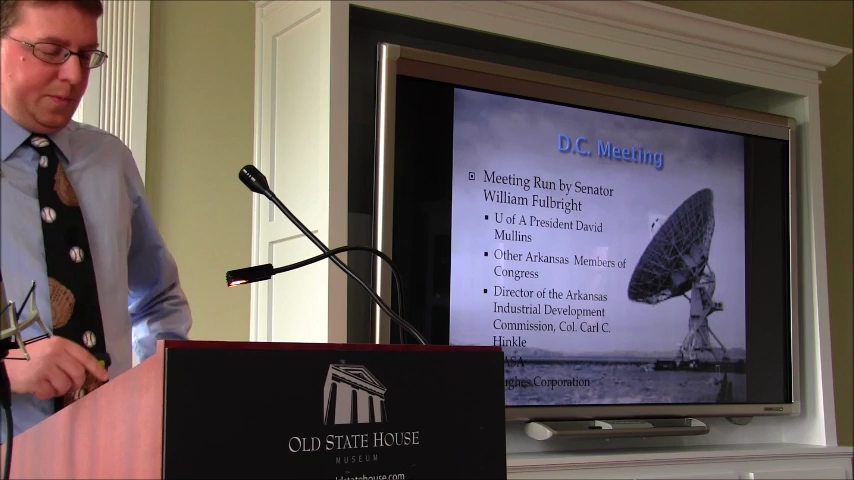 D.C. Meeting
Meeting Run by Senator
William Fulbright
U of A President David
Mullins
Other Arkansas Members of
Congress
Director of the Arkansas
Industrial Development
Commission, Col. Carl C.
Hinkle
Corporation
OLD STATE HOUSE
MUSEUM